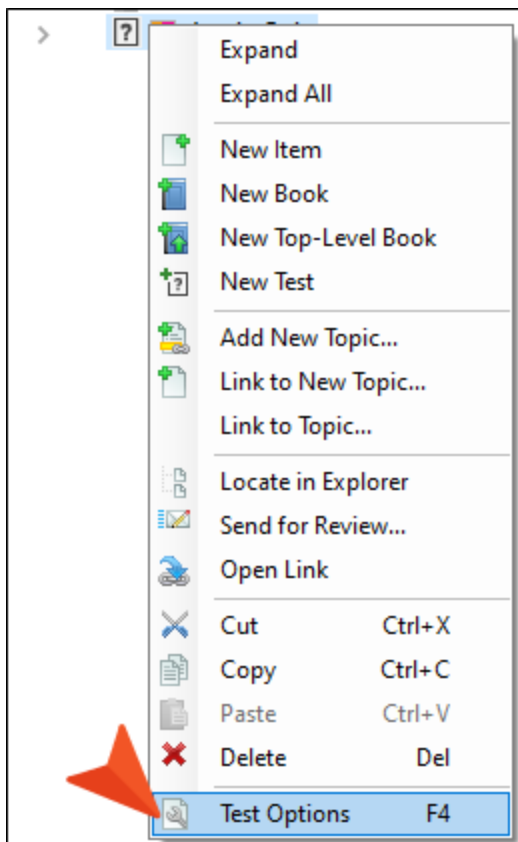 Expand
Expand All
New Item
New Book
New Top-Level Book
New Test
Add New Topic...
Link to New Topic...
Link to Topic...
Locate in Explorer
Send for Review...
Open Link
Cut Ctrl+X
Copy Ctrl+C
Paste Ctrl+V
Delete Del
Test Options F4